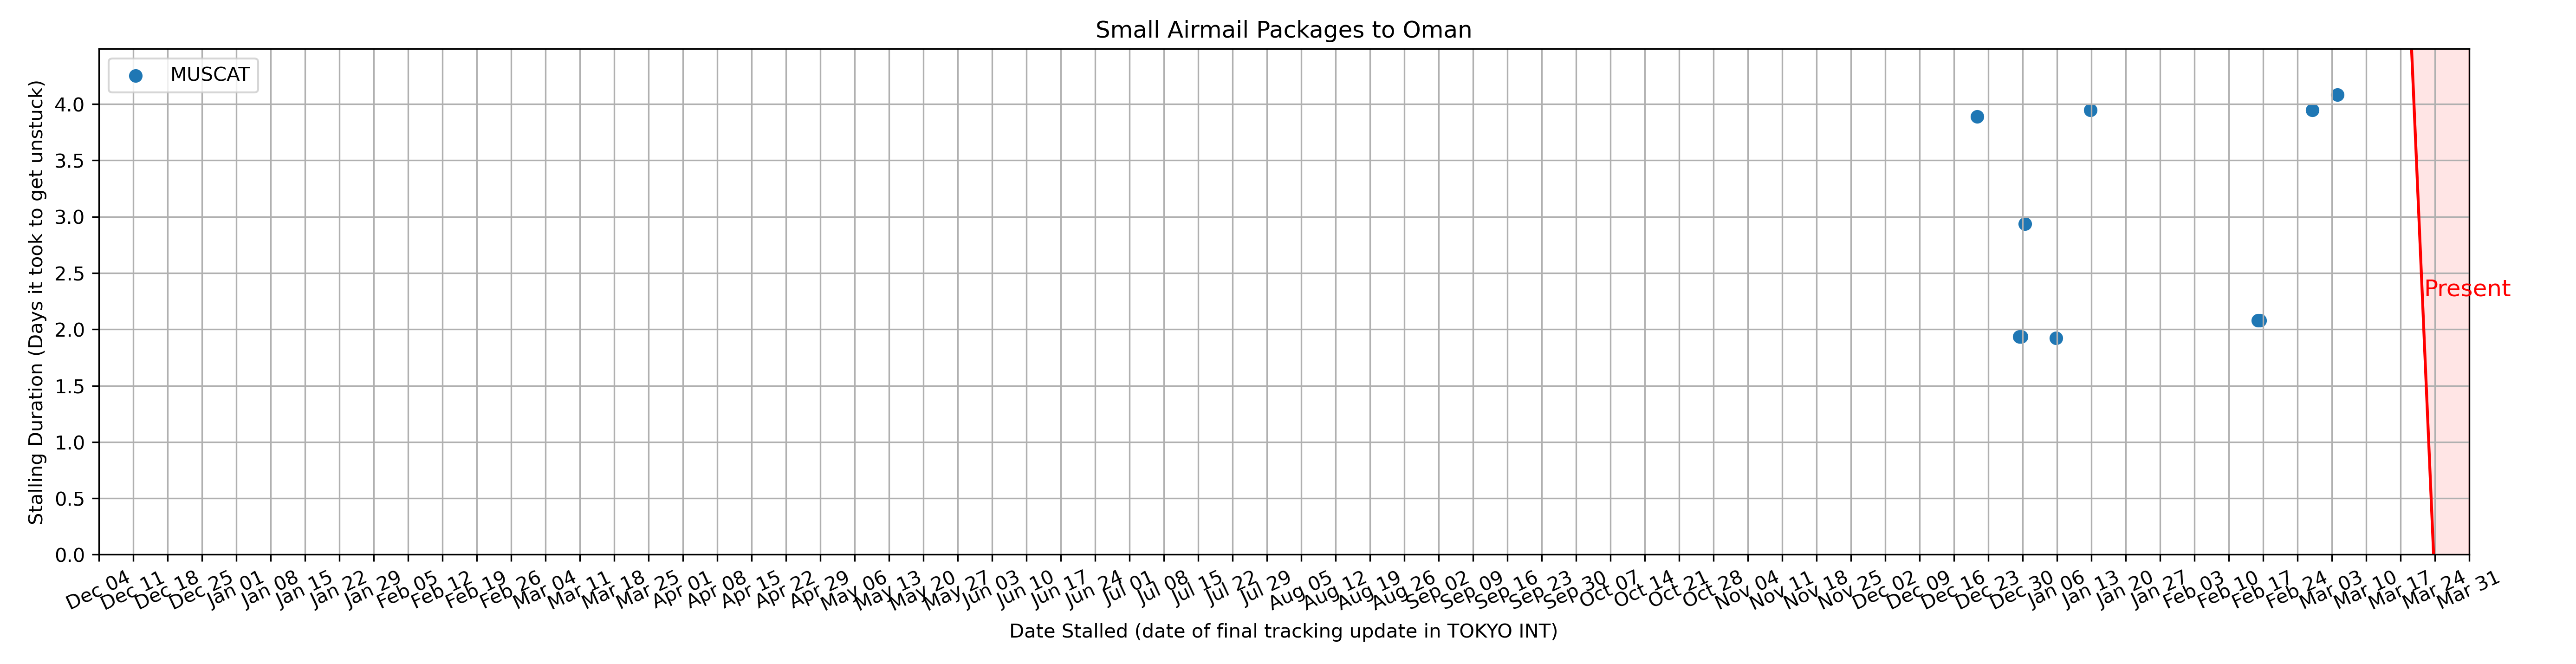 Small Airmail Packages to Oman
MUSCAT
Stalling Duration (Days it took to get unstuck)
4.0
3.5
3.0
2.5
2.0
1.5
1.0
0.5
0.0
Present
Dec 04
Dec 11
Dec 18
Dec 25
Jan 01
Jan 08
Jan 15
Jan 22
Jan 29
Feb 05
Feb 12
Feb 19
Feb 26
Mar 04
Mar 11
Mar 18
Mar 25
Apr 01
Apr 08
Apr 15
Apr 22
Apr 29
May 06
May 13
May 20
May 27
Jun 03
Jun 10
Jun 17
Jun 24
Jul 01
Jul 08
Jul 15
Jul 22
Jul 29
Aug 05
Aug 12
Aug 19
Aug 26
Sep 02
Sep 09
Sep 16
Sep 23
Sep 30
Oct 07
Oct 14
Oct 21
Oct 28
Nov 04
Nov 11
Nov 18
Nov 25
Dec 02
Dec 09
Dec 16
Dec 23
Dec 30
Jan 06
Jan 13
Jan 20
Jan 27
Feb 03
Feb 10
Feb 17
Feb 24
Mar 03
Mar 10
Mar 17
Mar 24
Mar 31
Date Stalled (date of final tracking update in TOKYO INT)